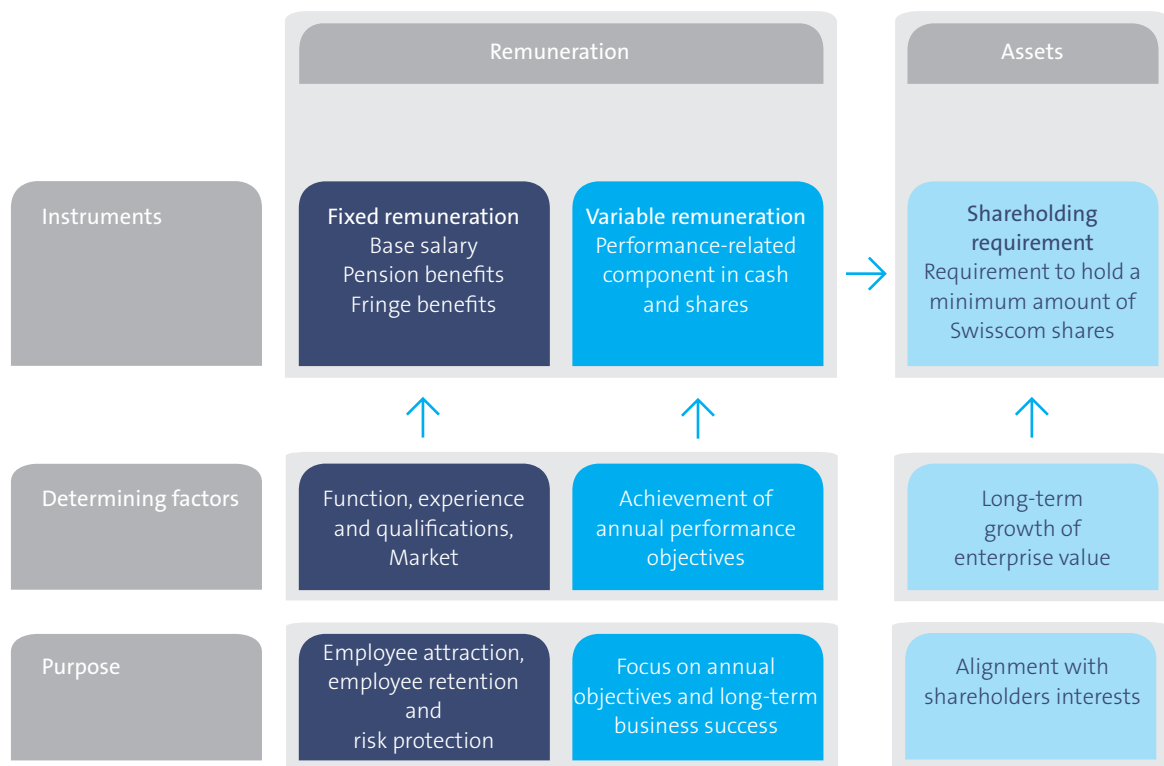 Remuneration
Assets
Instruments
Fixed remuneration
Base salary
Pension benefits
Fringe benefits
Variable remuneration
Performance-related
component in cash
and shares
Shareholding
requirement
Requirement to hold a
minimum amount of
Swisscom shares
Determining factors
Function, experience
and qualifications,
Market
Achievement of
annual performance
objectives
Long-term
growth of
enterprise value
Purpose
Employee attraction,
employee retention
and
risk protection
Focus on annual
objectives and long-term
business success
Alignment with
shareholders interests